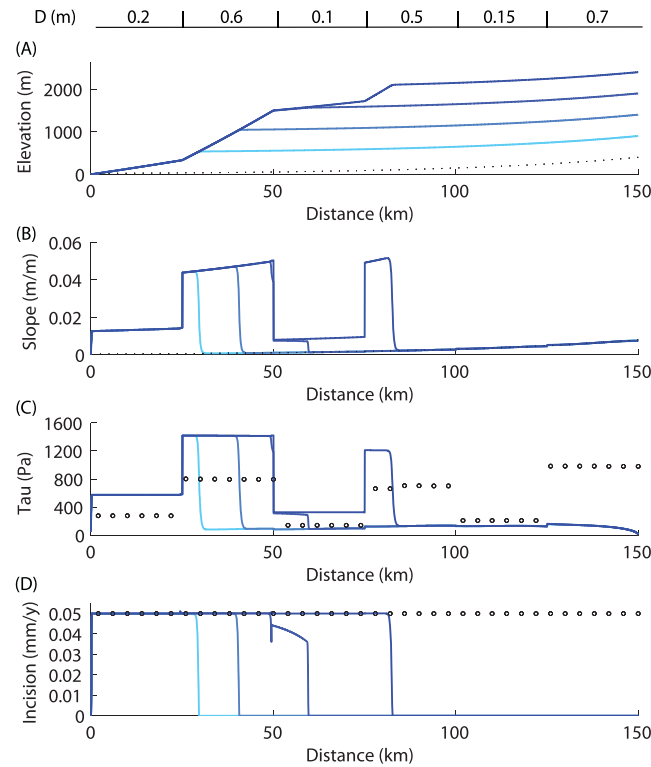 D (m) 0.2 0.6 0.1 0.5 0.15 0.7
(A)
Elevation (m)
2000
1000
0
0 50 100 150
Distance (km)
(B)
Slope (m/m)
0.06
0.04
0.02
0
0 50 100 150
Distance (km)
(C)
Tau (Pa)
1600
1200
800
400
0
0 50 100 150
Distance (km)
(D)
Incision (mm/y)
0.05
0.04
0.03
0.02
0.01
0
0 50 100 150
Distance (km)